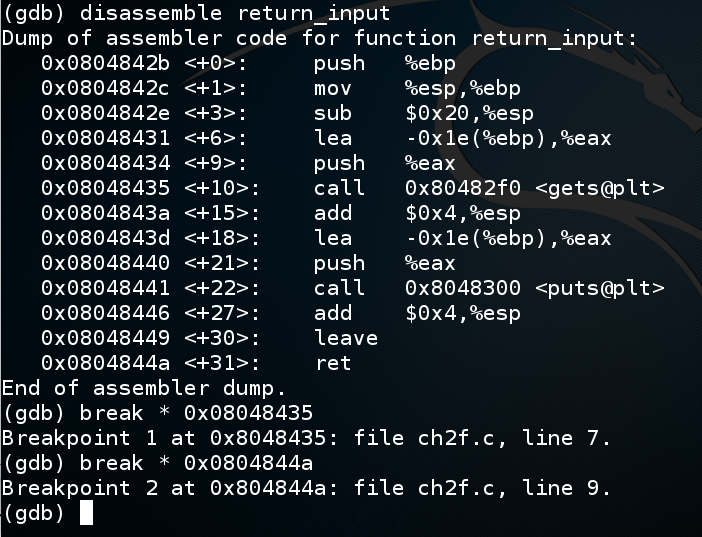 (gdb) disassemble return_input
Dump of assembler code for function return_input:
   0x0804842b <+0>:     push   %ebp
   0x0804842c <+1>:     mov    %esp,%ebp
   0x0804842e <+3>:     sub    $0x20,%esp
   0x08048431 <+6>:     lea    -0x1e(%ebp),%eax
   0x08048434 <+9>:     push   %eax
   0x08048435 <+10>:    call   0x80482f0 <gets@plt>
   0x0804843a <+15>:    add    $0x4,%esp
   0x0804843d <+18>:    lea    -0x1e(%ebp),%eax
   0x08048440 <+21>:    push   %eax
   0x08048441 <+22>:    call   0x8048300 <puts@plt>
   0x08048446 <+27>:    add    $0x4,%esp
   0x08048449 <+30>:    leave
   0x0804844a <+31>:    ret
End of assembler dump.
(gdb) break * 0x08048435
Breakpoint 1 at 0x8048435: file ch2f.c, line 7.
(gdb) break * 0x0804844a
Breakpoint 2 at 0x804844a: file ch2f.c, line 9.
(gdb)